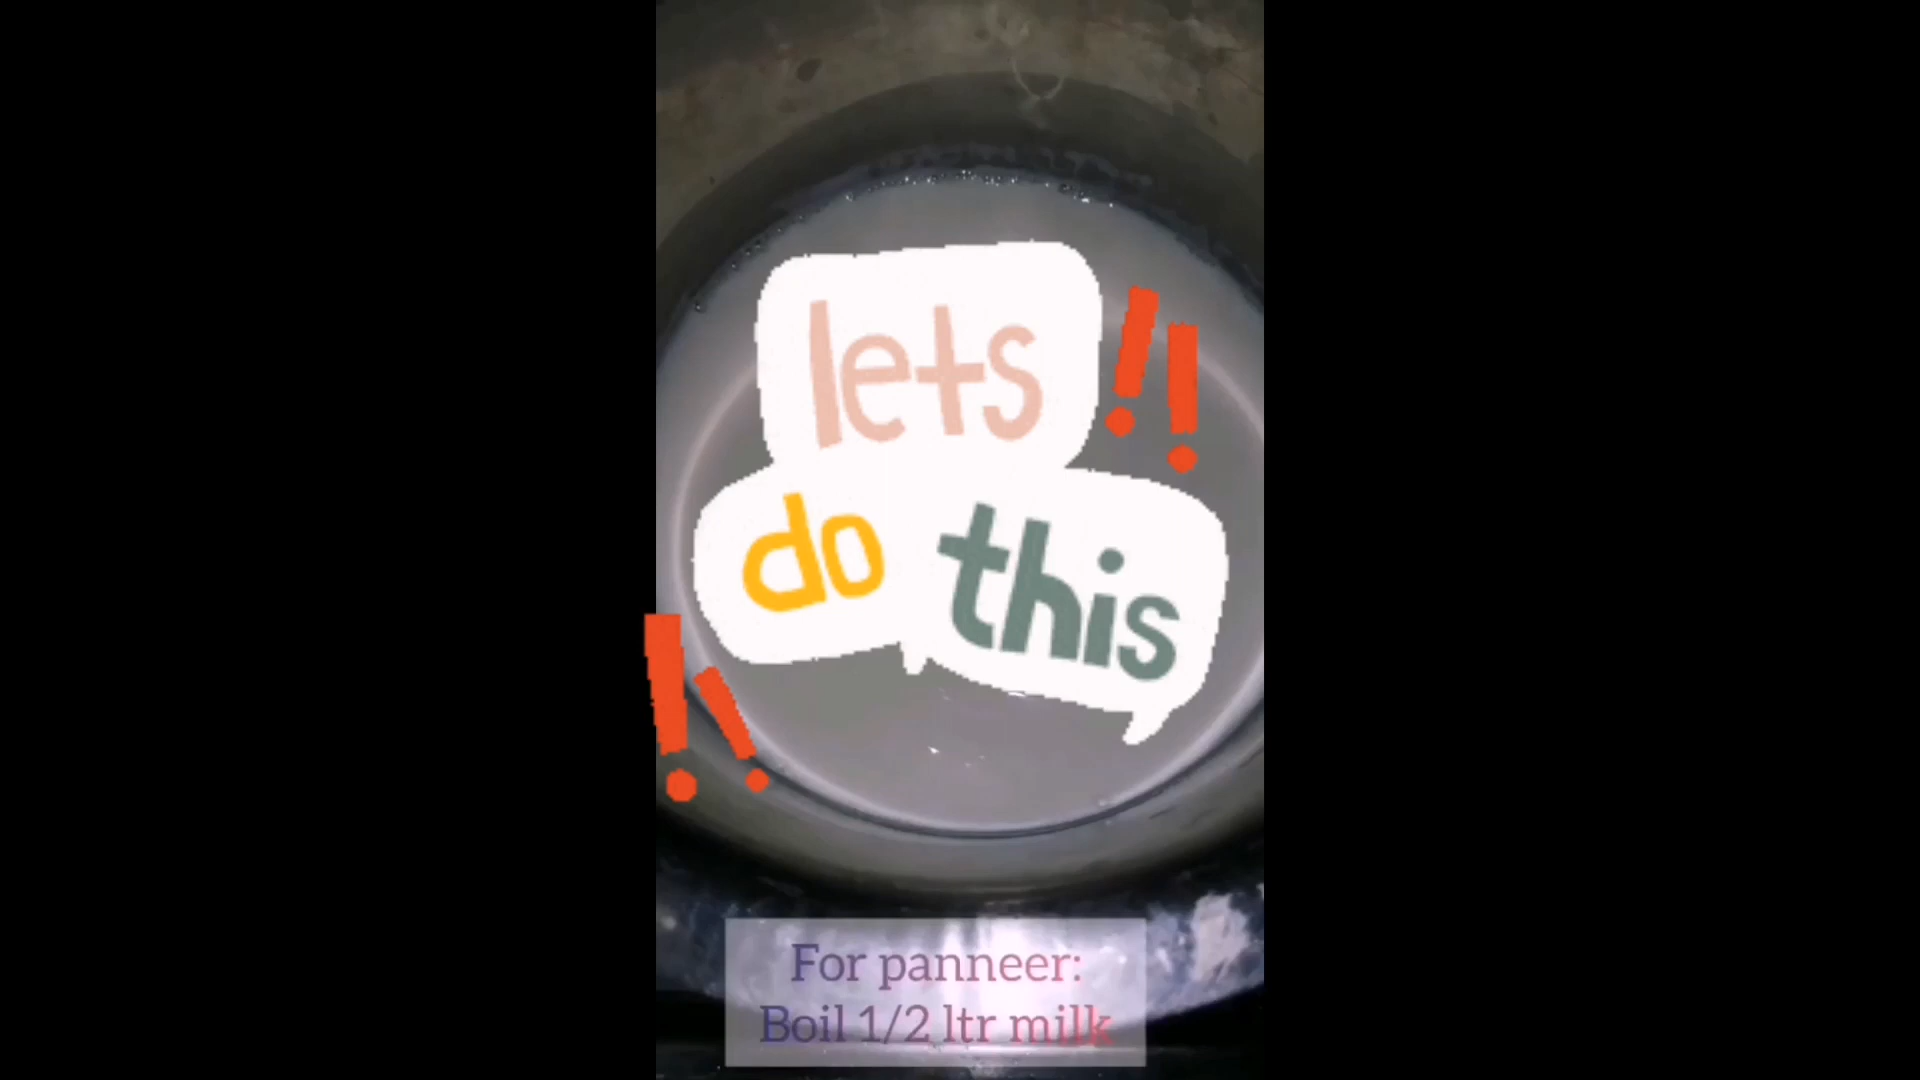 lets !!
do this
!!
For panneer:
Boil 1/2 ltr milk